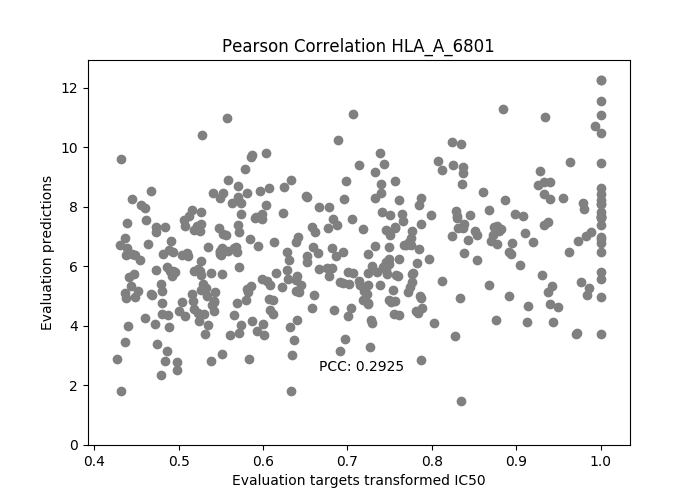 Pearson Correlation HLA_A_6801
Evaluation predictions
12
10
8
6
4
2
0
PCC: 0.2925
0.4 0.5 0.6 0.7 0.8 0.9 1.0
Evaluation targets transformed IC50